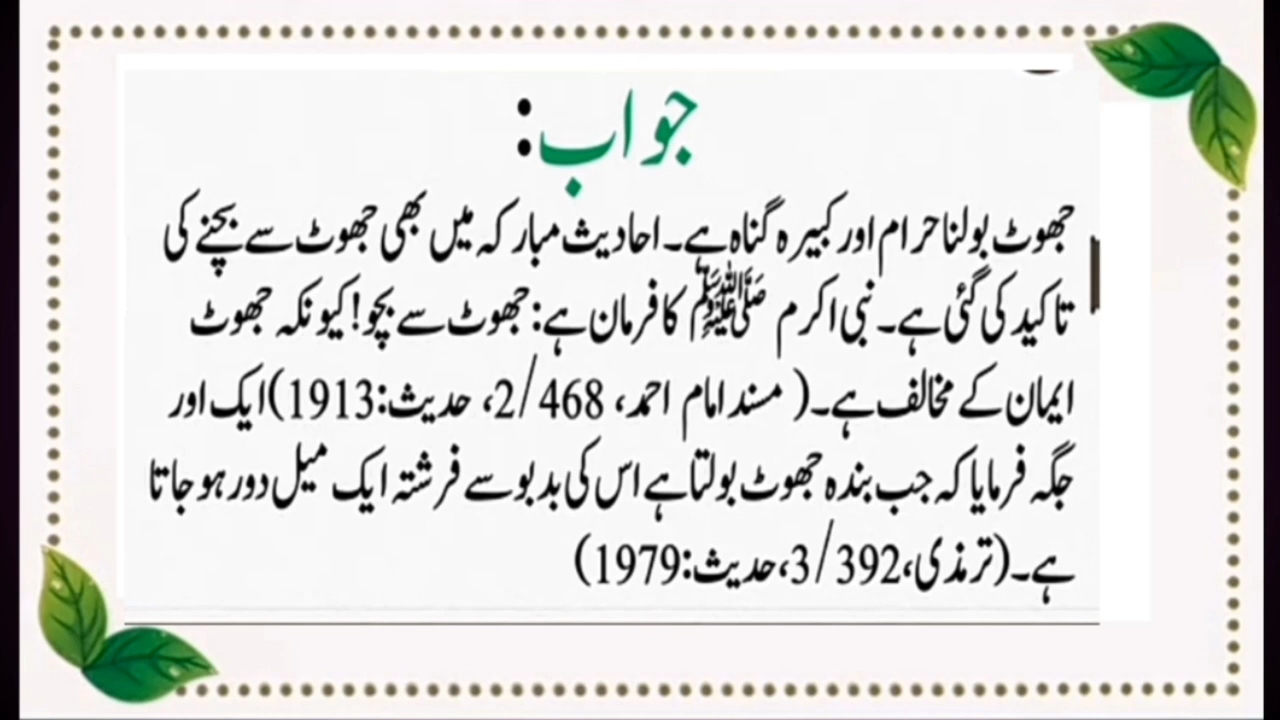 جواب:
جھوٹ بولنا حرام اور کبیرہ گناہ ہے۔ احادیث مبارکہ میں بھی جھوٹ سے بچنے کی
تاکید کی گئی ہے۔ نبی اکرم ﷺ کا فرمان ہے: جھوٹ سے بچو! کیونکہ جھوٹ
ایمان کے مخالف ہے۔ ( مسند امام احمد، 2/468، حدیث:1913) ایک اور
جگہ فرمایا کہ جب بندہ جھوٹ بولتا ہے اس کی بدبو سے فرشتہ ایک میل دور ہو جاتا
ہے۔ (ترمذی،3/392،حدیث:1979)